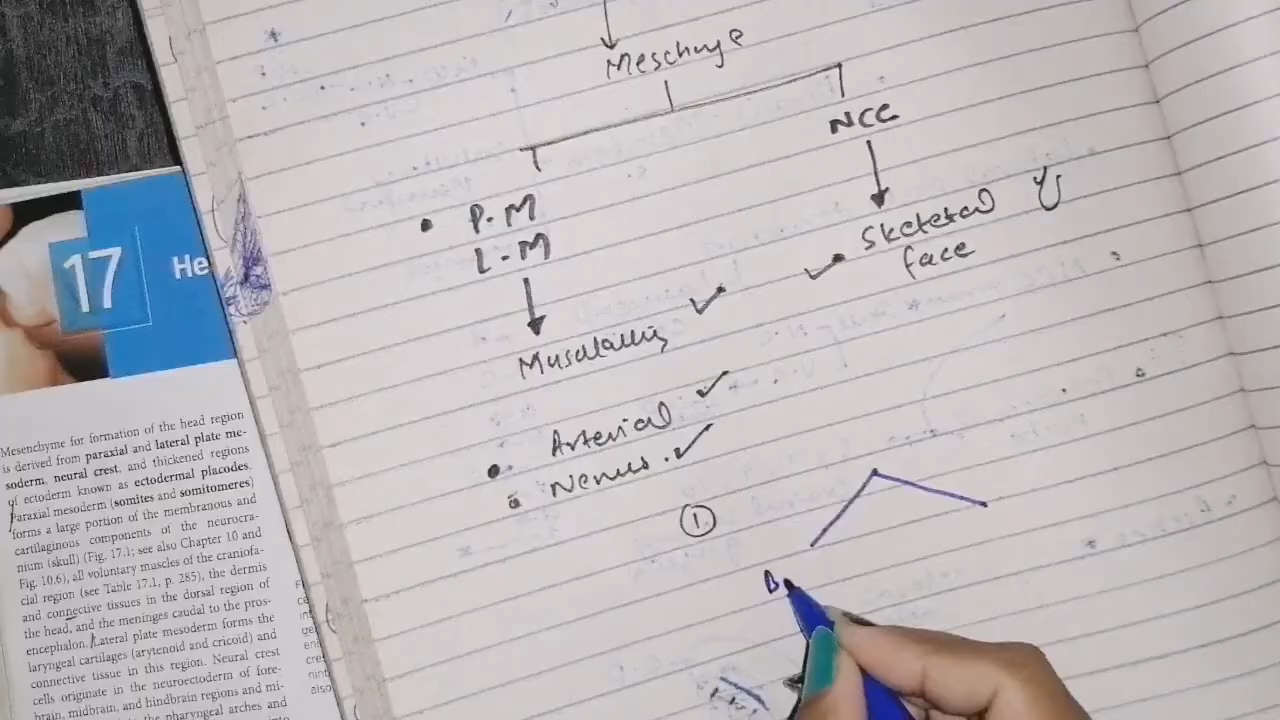 Meschnye
NCC
• P.M
L-M
Skeletal of
face
Musculaliy
• Arterial
• Nerves.
①
B
17
He
Mesenchyme for formation of the head region
is derived from paraxial and lateral plate me-
soderm, neural crest, and thickened regions
of ectoderm known as ectodermal placodes.
Paraxial mesoderm (somites and somitomeres)
forms a large portion of the membranous and
cartilaginous components of the neurocra-
nium (skull) (Fig. 17.1; see also Chapter 10 and
Fig. 10.6), all voluntary muscles of the craniofa-
cial region (see Table 17.1, p. 285), the dermis
and connective tissues in the dorsal region of
the head, and the meninges caudal to the pros-
encephalon. Lateral plate mesoderm forms the
laryngeal cartilages (arytenoid and cricoid) and
connective tissue in this region. Neural crest
cells originate in the neuroectoderm of fore-
brain, midbrain, and hindbrain regions and mi-
the pharyngeal arches and